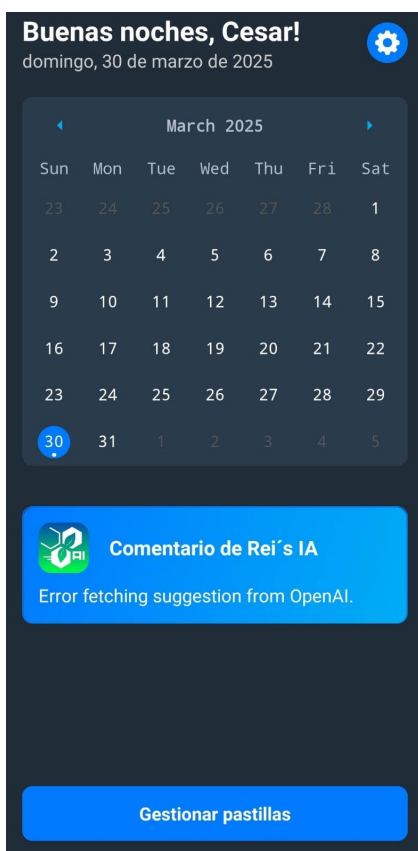 Buenas noches, Cesar!
domingo, 30 de marzo de 2025
March 2025
Sun Mon Tue Wed Thu Fri Sat
23 24 25 26 27 28 1
2 3 4 5 6 7 8
9 10 11 12 13 14 15
16 17 18 19 20 21 22
23 24 25 26 27 28 29
30 31 1 2 3 4 5
AI
Comentario de Rei´s IA
Error fetching suggestion from OpenAI.
Gestionar pastillas